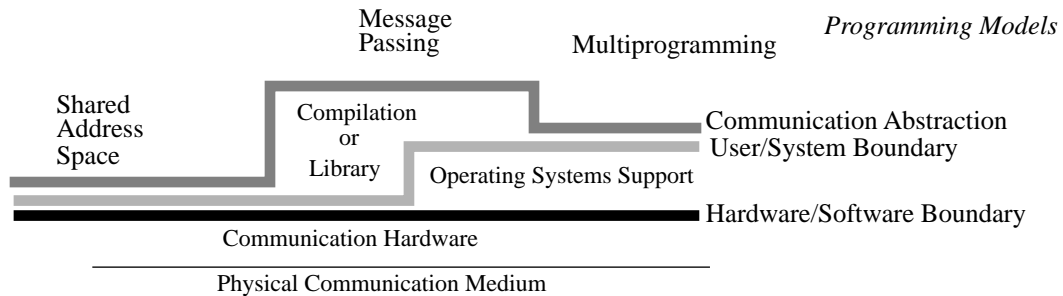 Message
Passing
Multiprogramming
Programming Models
Shared
Address
Space
Compilation
or
Library
Communication Abstraction
User/System Boundary
Operating Systems Support
Hardware/Software Boundary
Communication Hardware
Physical Communication Medium